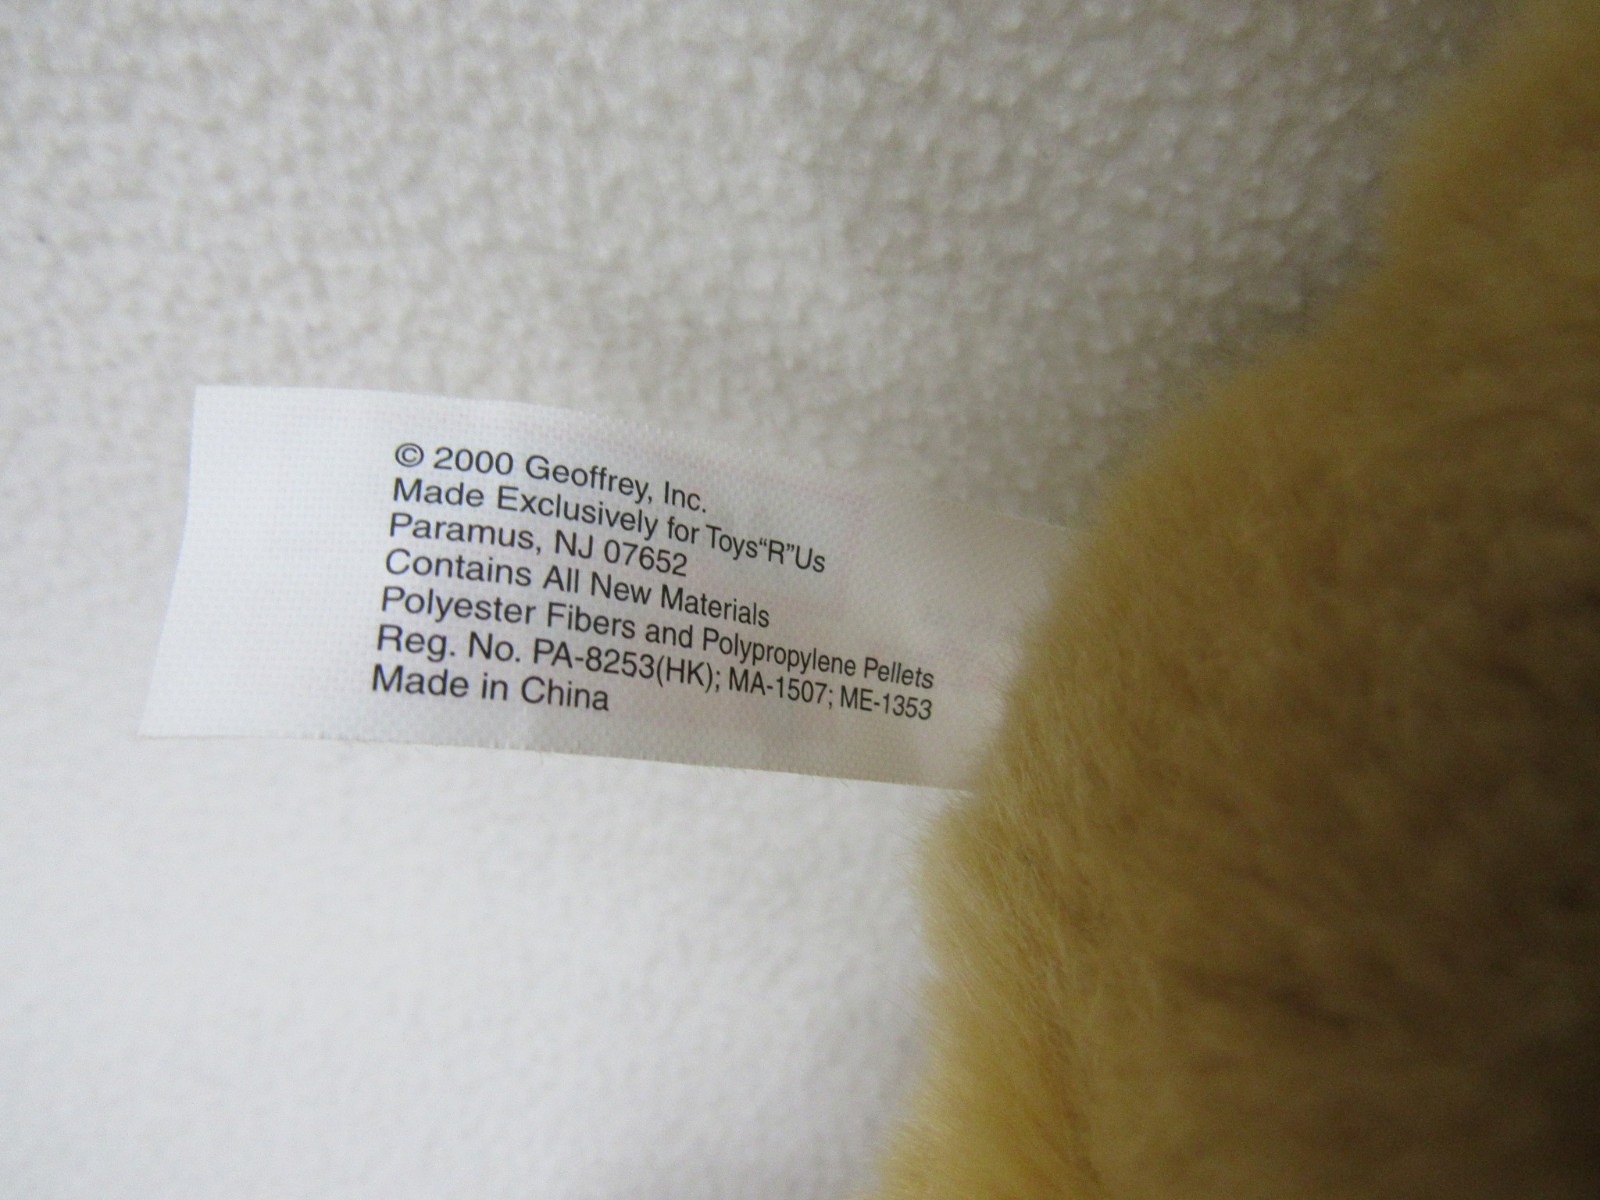 © 2000 Geoffrey, Inc.
Made Exclusively for Toys“R”Us
Paramus, NJ 07652
Contains All New Materials
Polyester Fibers and Polypropylene Pellets
Reg. No. PA-8253(HK); MA-1507; ME-1353
Made in China